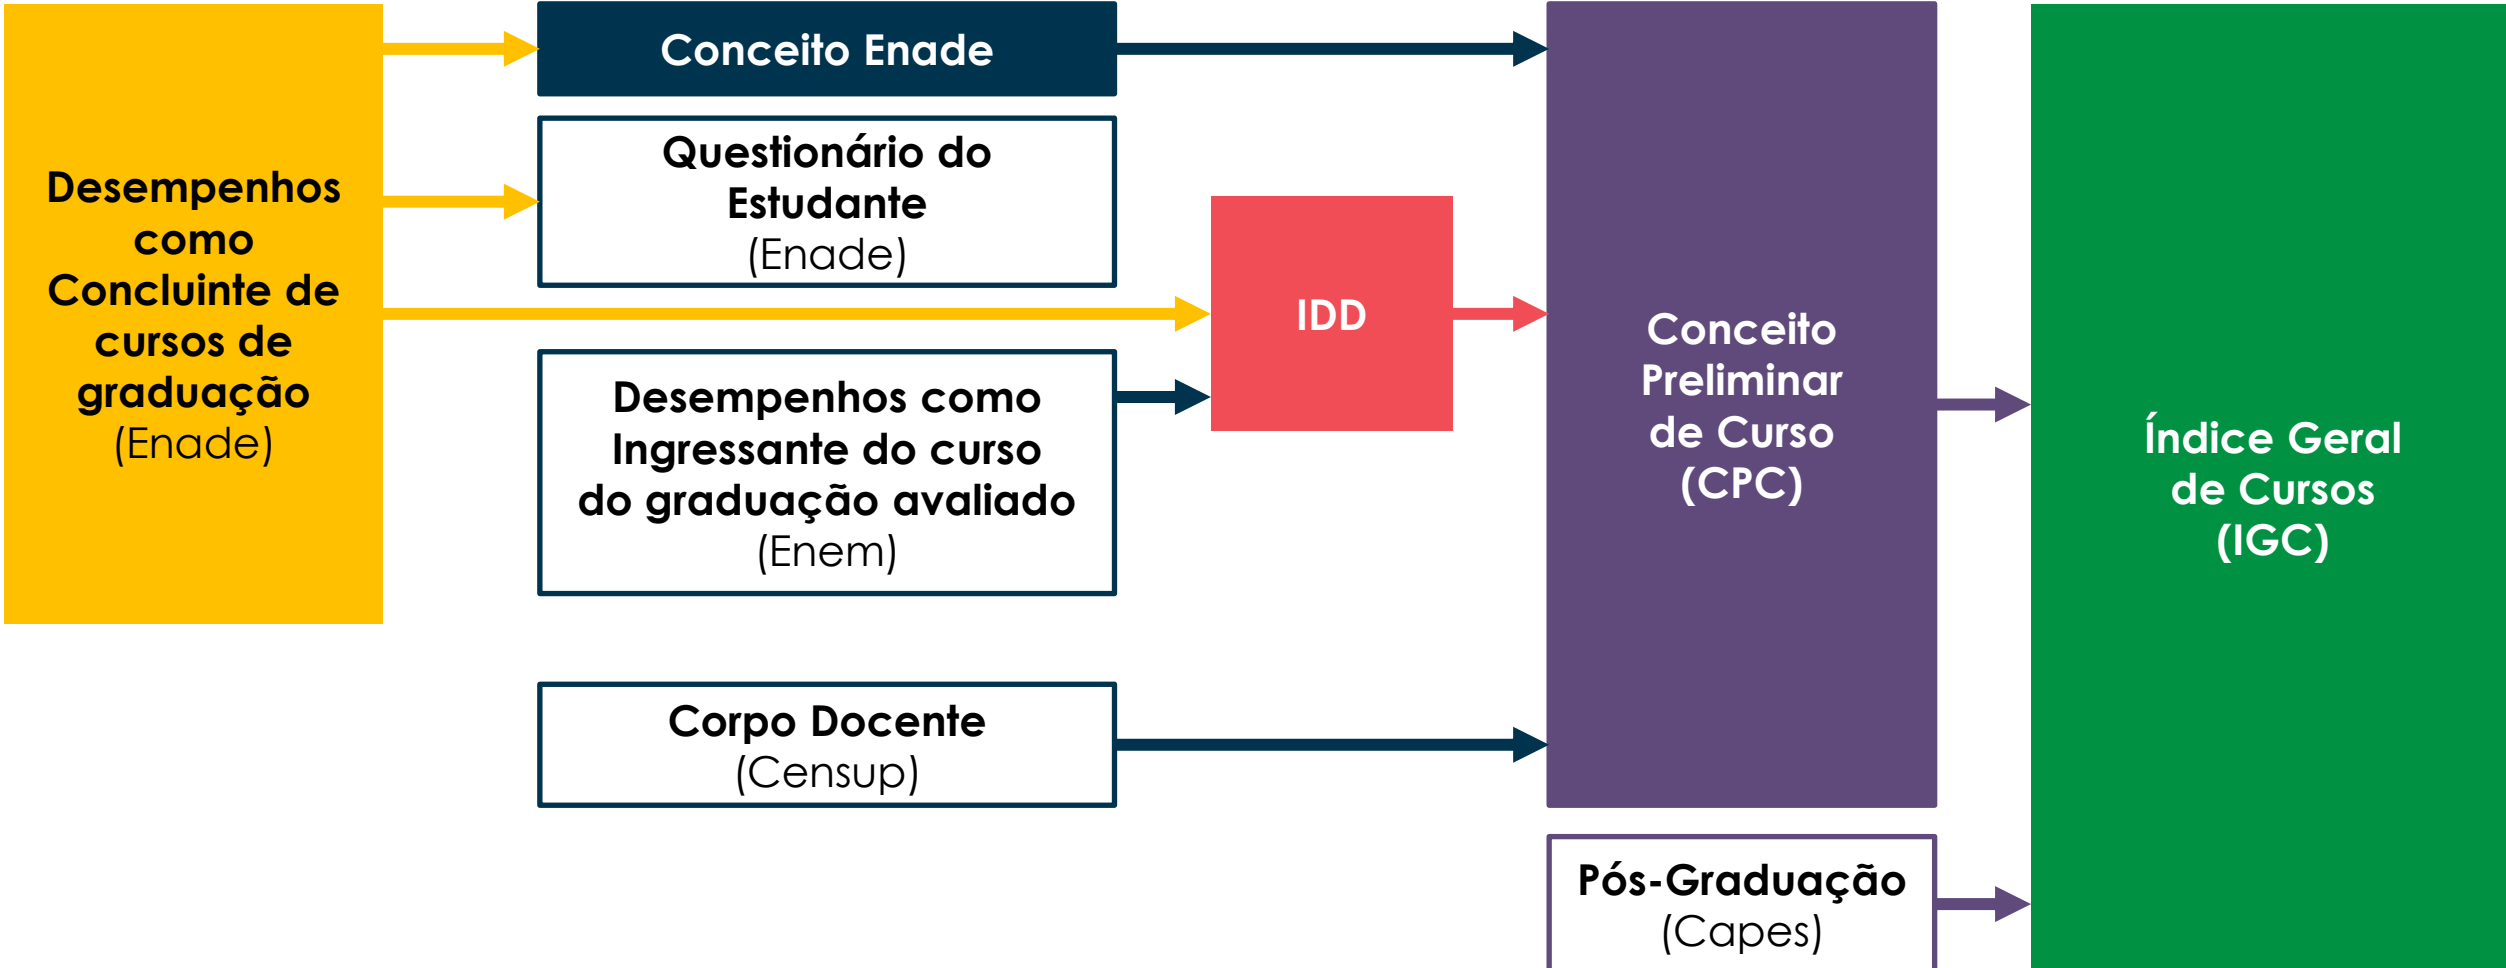 Desempenhos
como
Concluinte de
cursos de
graduação
(Enade)
Conceito Enade
Questionário do
Estudante
(Enade)
Desempenhos como
Ingressante do curso
do graduação avaliado
(Enem)
Corpo Docente
(Censup)
IDD
Conceito
Preliminar
de Curso
(CPC)
Pós-Graduação
(Capes)
Índice Geral
de Cursos
(IGC)